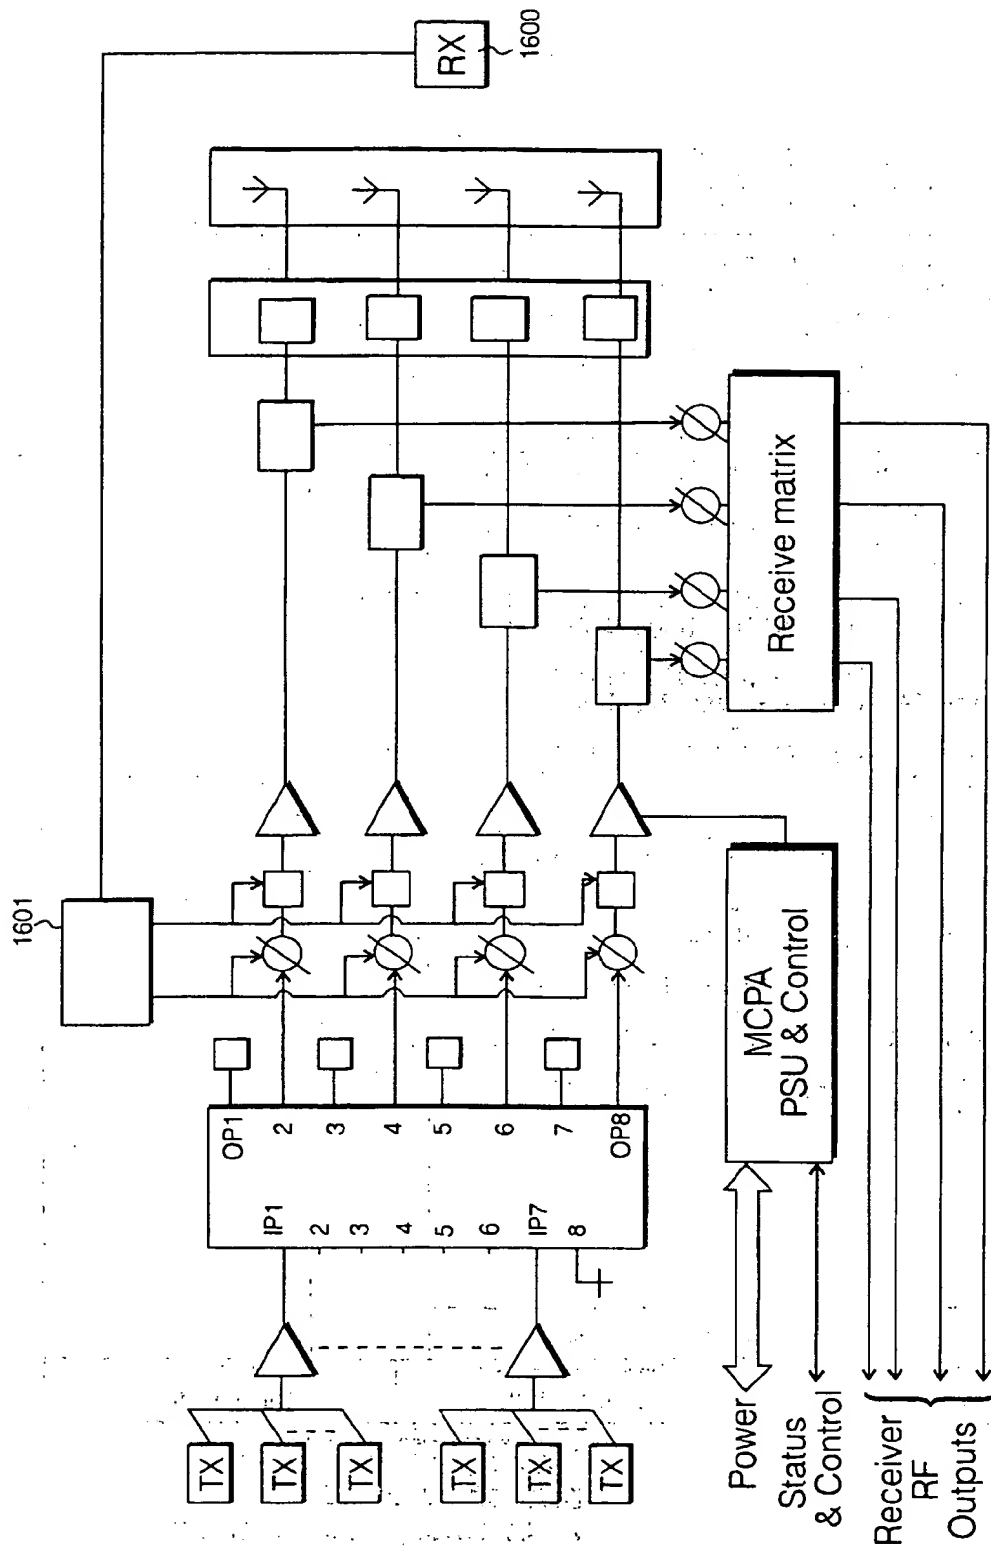 TX
TX
TX
TX
TX
TX
IP1
2
3
4
5
6
IP7
8
OP1
2
3
4
5
6
7
OP8
1601
RX
1600
MCPA
PSU & Control
Receive matrix
Power
Status
& Control
Receiver
RF
Outputs